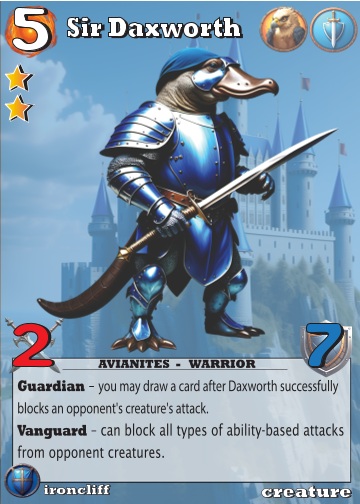 5 Sir Daxworth
2 7
AVIANITES - WARRIOR
Guardian - you may draw a card after Daxworth successfully
blocks an opponent's creature's attack.
Vanguard - can block all types of ability-based attacks
from opponent creatures.
ironcliff creature